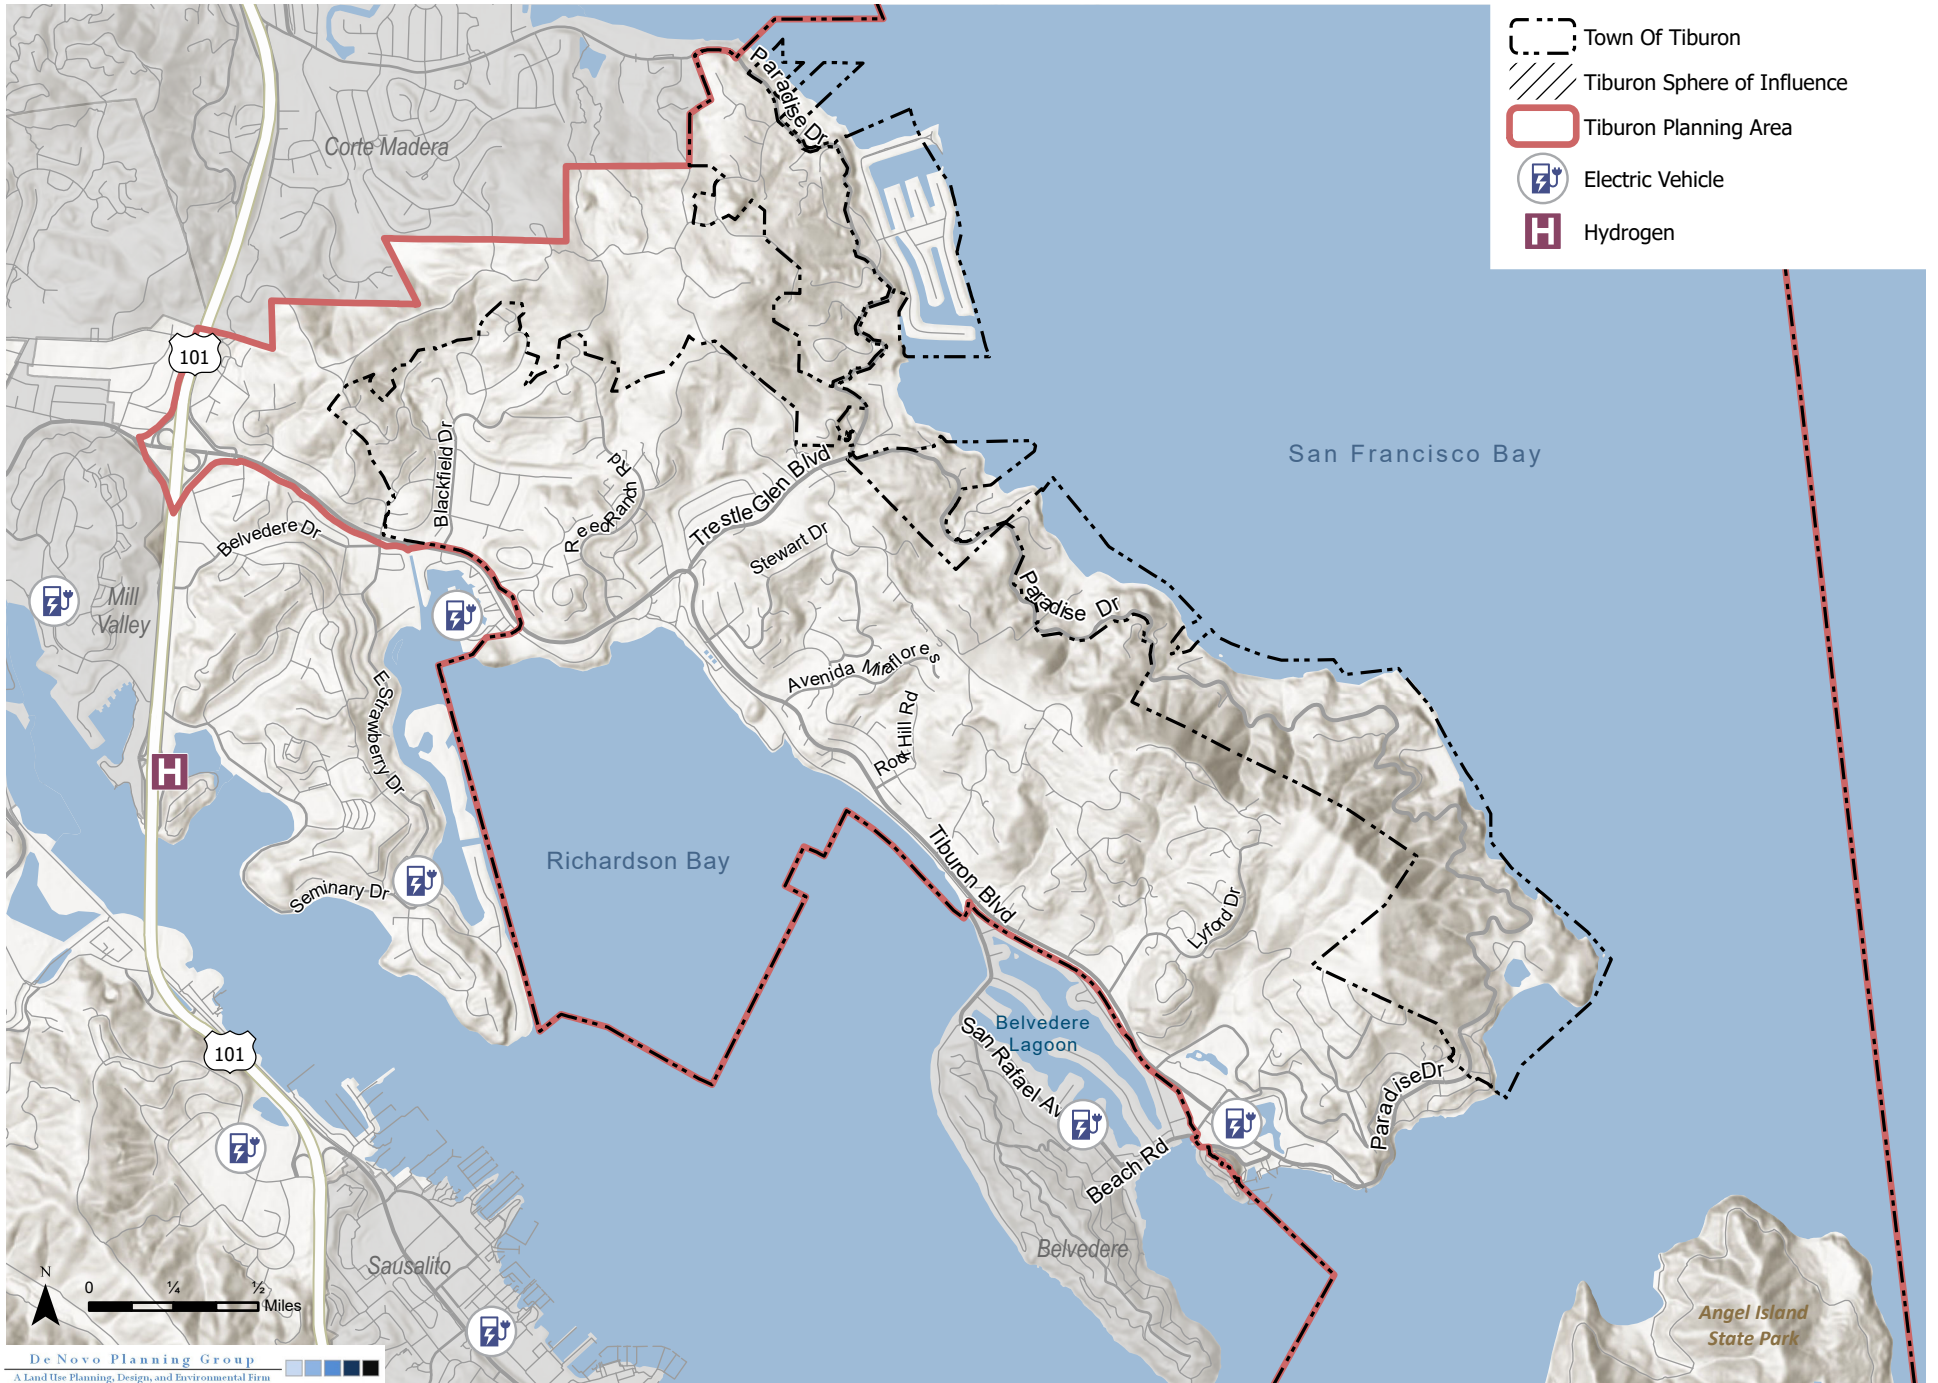 Town Of Tiburon
Tiburon Sphere of Influence
Tiburon Planning Area
Electric Vehicle
H
Hydrogen
Paradise Dr
Corte Madera
101
San Francisco Bay
Blackfield Dr
Reed Ranch Rd
Trestle Glen Blvd
Belvedere Dr
Stewart Dr
Mill
Valley
Paradise Dr
Avenida Miraflores
E Strawberry Dr
Rock Hill Rd
H
Richardson Bay
Tiburon Blvd
Seminary Dr
Lyford Dr
Belvedere
Lagoon
San Rafael Av
101
Paradise Dr
Beach Rd
Belvedere
Sausalito
N
0 ¼ ½
Miles
Angel Island
State Park
De Novo Planning Group
A Land Use Planning, Design, and Environmental Firm